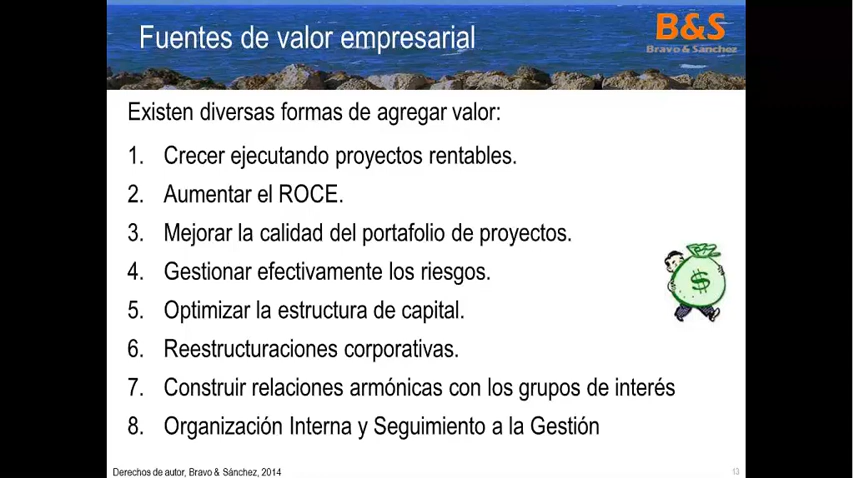 Fuentes de valor empresarial
B&S
Bravo & Sánchez
Existen diversas formas de agregar valor:
1. Crecer ejecutando proyectos rentables.
2. Aumentar el ROCE.
3. Mejorar la calidad del portafolio de proyectos.
4. Gestionar efectivamente los riesgos.
5. Optimizar la estructura de capital.
6. Reestructuraciones corporativas.
7. Construir relaciones armónicas con los grupos de interés
8. Organización Interna y Seguimiento a la Gestión
$
Derechos de autor, Bravo & Sánchez, 2014
13